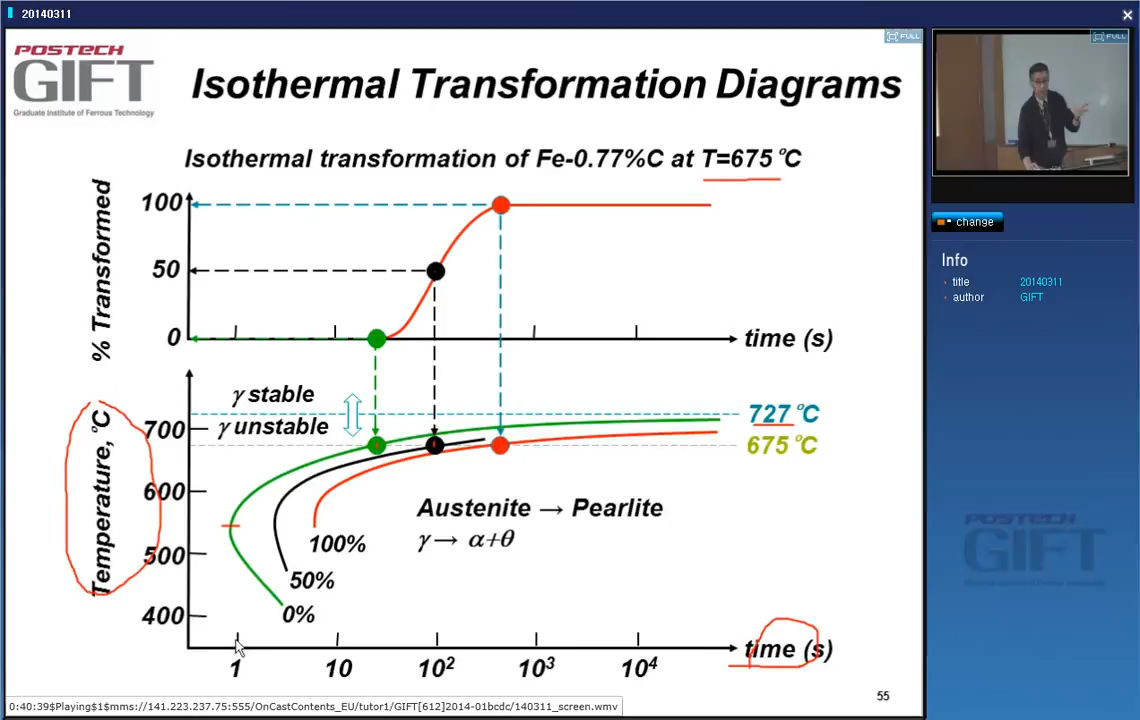 20140311
POSTECH
GIFT
Graduate Institute of Ferrous Technology
FULL
FULL
Isothermal Transformation Diagrams
Isothermal transformation of Fe-0.77%C at T=675 °C
% Transformed
100
50
0
time (s)
γ stable
γ unstable
727 °C
675 °C
Temperature, °C
700
600
500
400
Austenite → Pearlite
γ → α+θ
100%
50%
0%
1
10
10²
10³
10⁴
time (s)
55
0:40:39$Playing$1$mms://141.223.237.75:555/OnCastContents_EU/tutor1/GIFT[612]2014-01bcdc/140311_screen.wmv
change
Info
title 20140311
author GIFT
POSTECH
GIFT